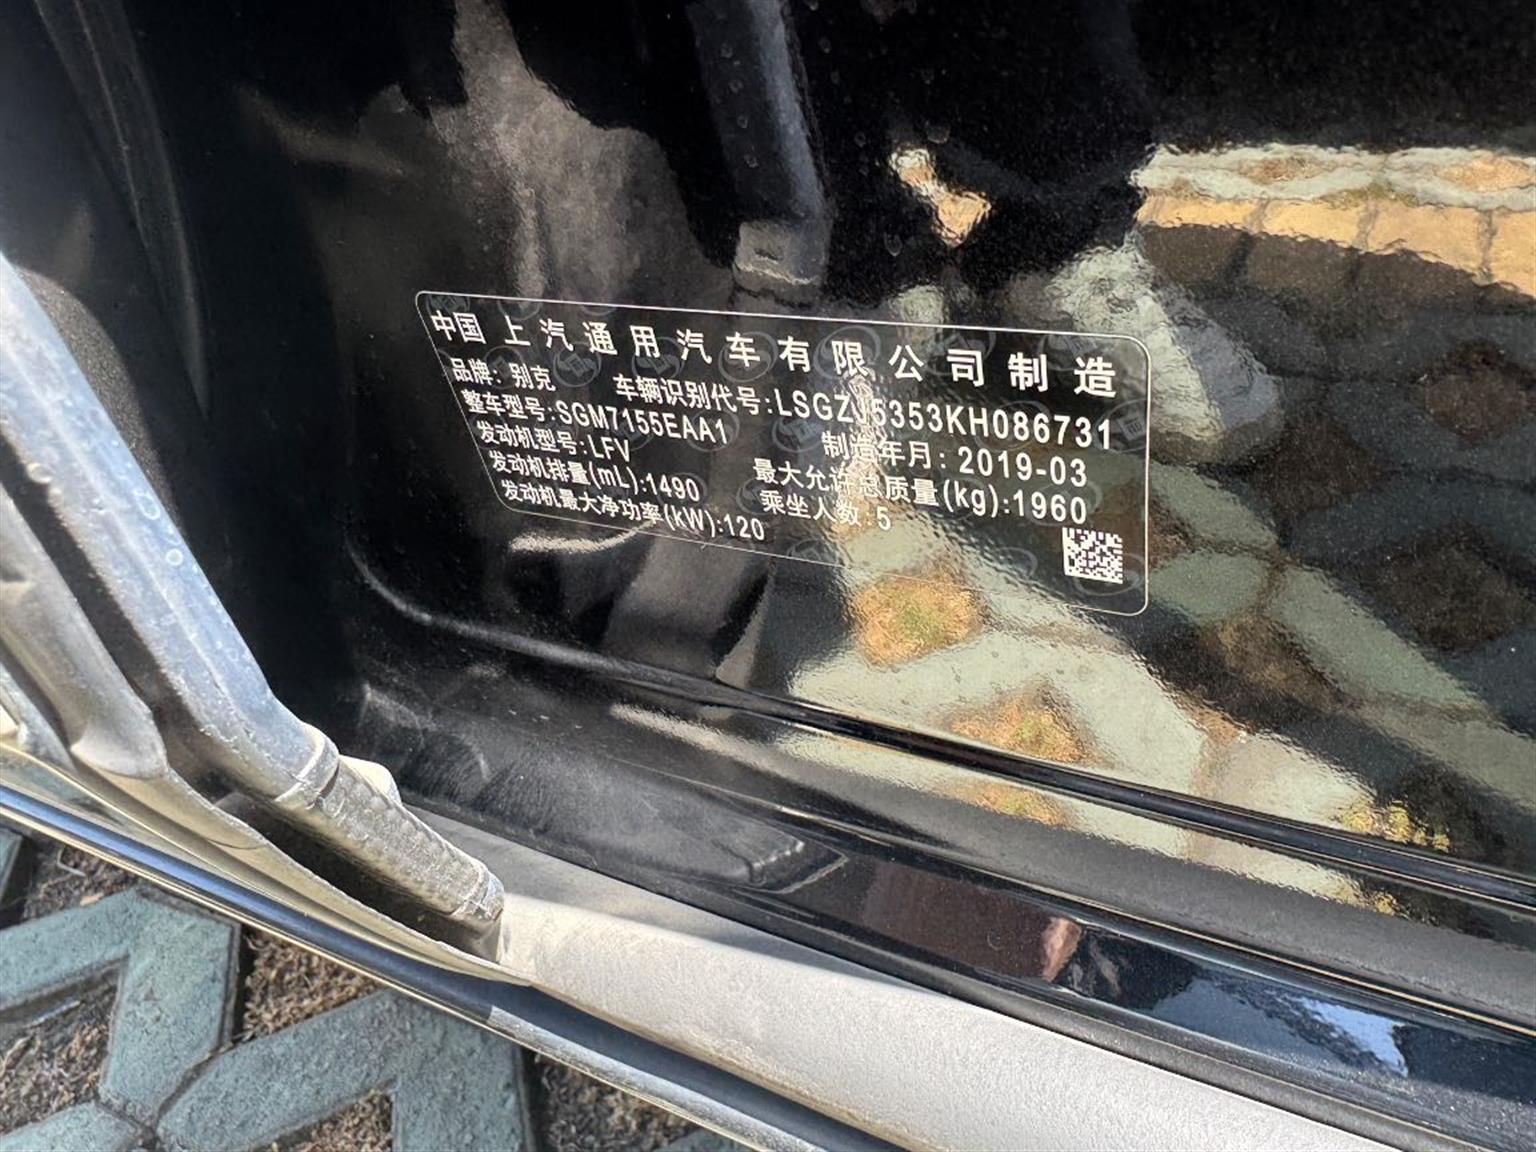 中国 上汽通用汽车有限公司制造
品牌: 别克 车辆识别代号:LSGZJ5353KH086731
整车型号:SGM7155EAA1 制造年月: 2019-03
发动机型号:LFV 最大允许总质量(kg):1960
发动机排量(mL):1490 乘坐人数:5
发动机最大净功率(kW):120